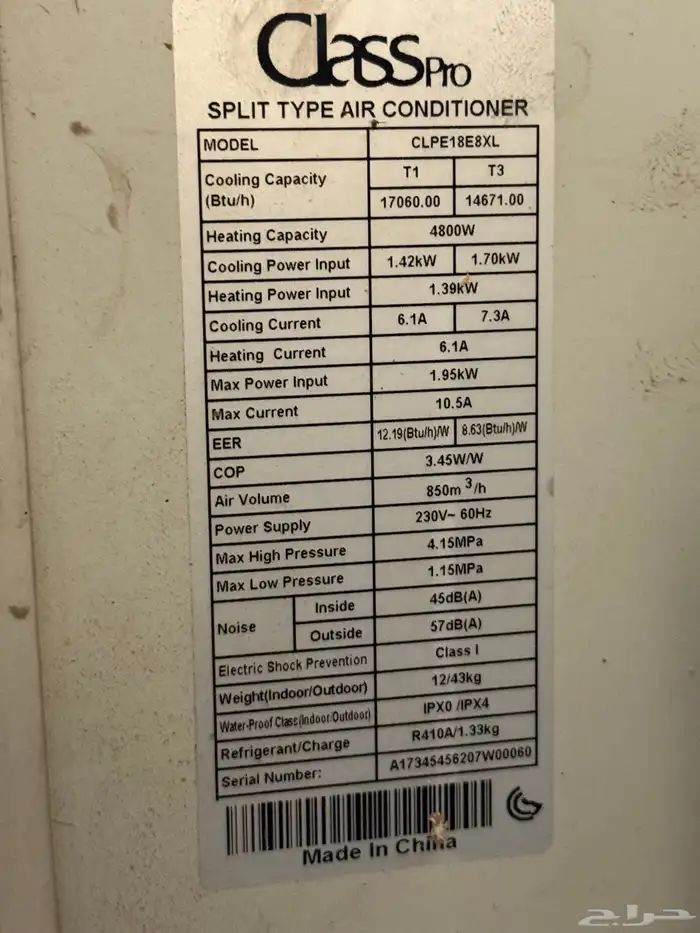 Class Pro
SPLIT TYPE AIR CONDITIONER
MODEL CLPE18E8XL
Cooling Capacity (Btu/h) T1 T3
17060.00 14671.00
Heating Capacity 4800W
Cooling Power Input 1.42kW 1.70kW
Heating Power Input 1.39kW
Cooling Current 6.1A 7.3A
Heating Current 6.1A
Max Power Input 1.95kW
Max Current 10.5A
EER 12.19(Btu/h)/W 8.63(Btu/h)/W
COP 3.45W/W
Air Volume 850m³/h
Power Supply 230V~ 60Hz
Max High Pressure 4.15MPa
Max Low Pressure 1.15MPa
Noise Inside 45dB(A)
Outside 57dB(A)
Electric Shock Prevention Class I
Weight(Indoor/Outdoor) 12/43kg
Water-Proof Class(Indoor/Outdoor) IPX0 /IPX4
Refrigerant/Charge R410A/1.33kg
Serial Number: A17345456207W00060
Made In China
حراج